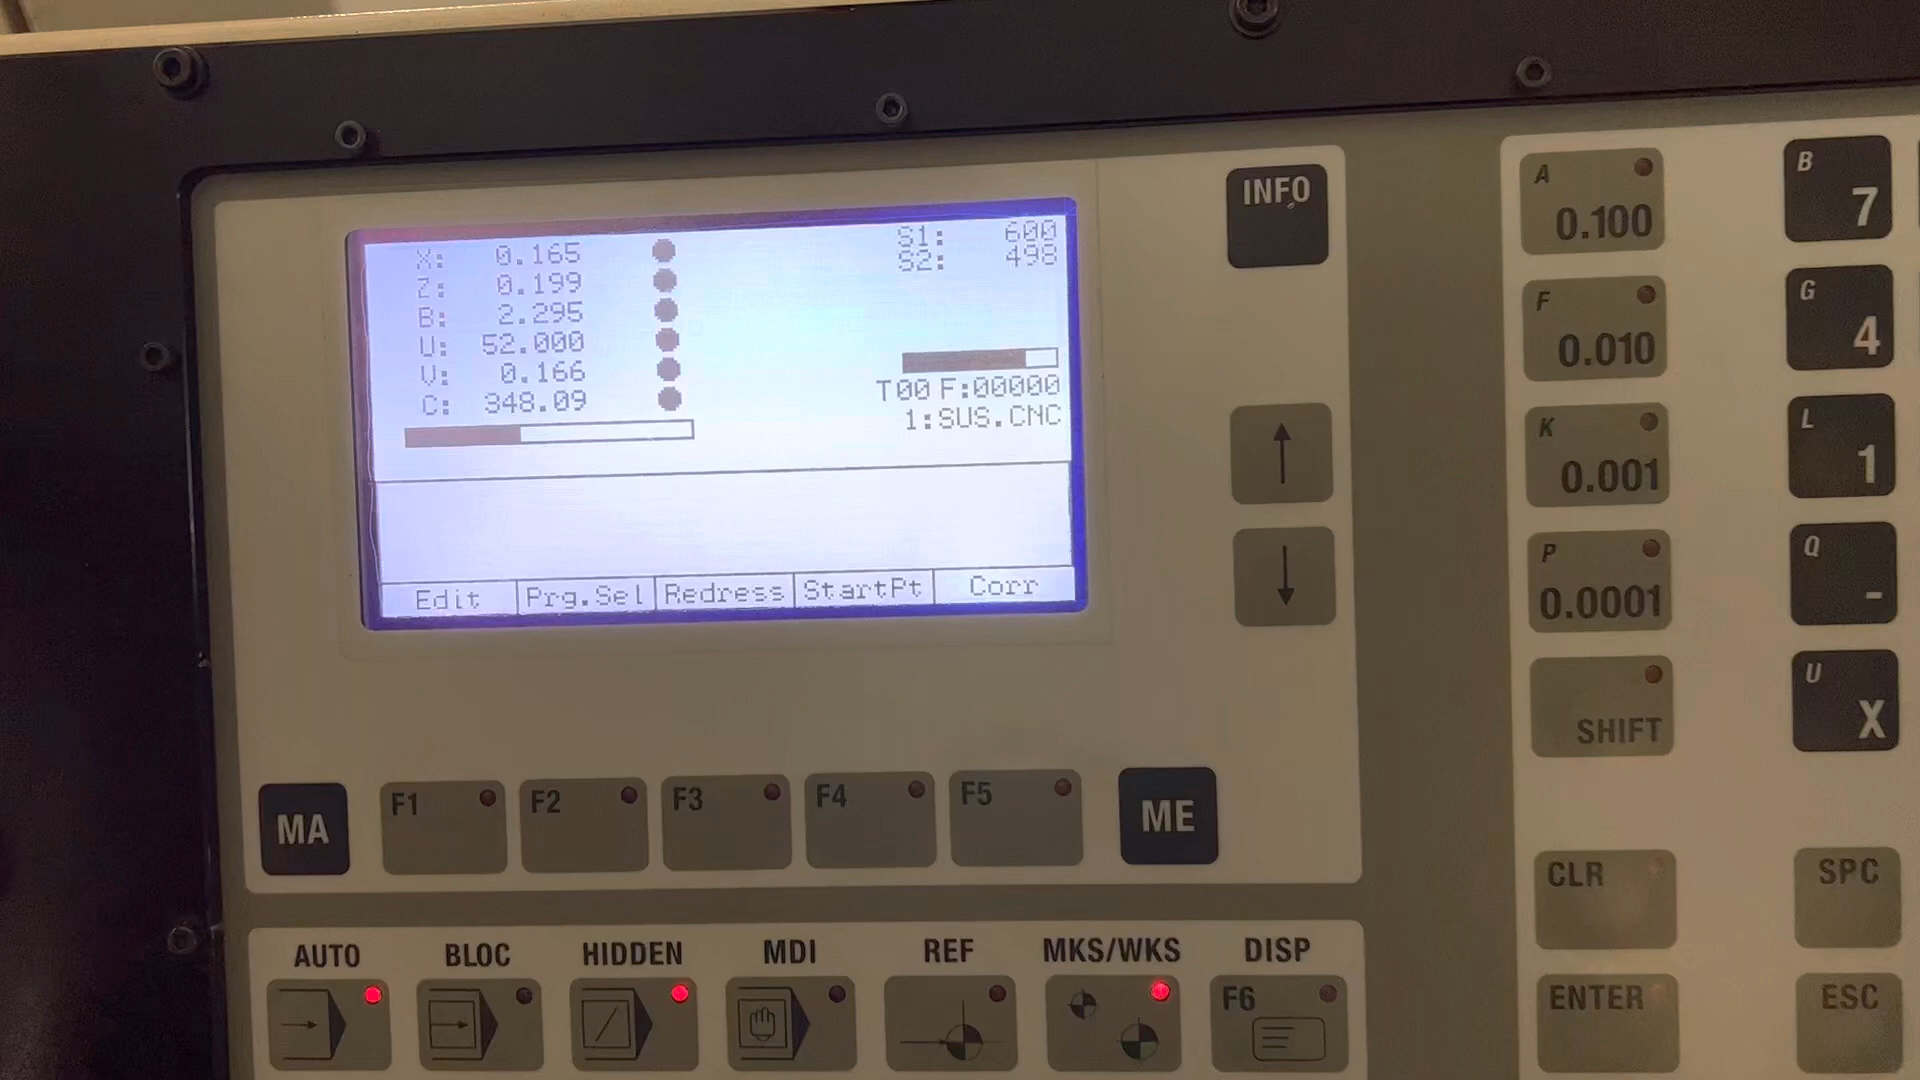 X: 0.165
Z: 0.199
B: 2.295
U: 52.000
V: 0.166
C: 348.09
S1: 600
S2: 498
T00 F:00000
1:SUS.CNC
Edit Prg.Sel Redress StartPt Corr
INFO
MA F1 F2 F3 F4 F5 ME
AUTO BLOC HIDDEN MDI REF MKS/WKS DISP
F6
A 0.100
B 7
F 0.010
G 4
K 0.001
L 1
P 0.0001
Q -
SHIFT
U X
CLR SPC
ENTER ESC